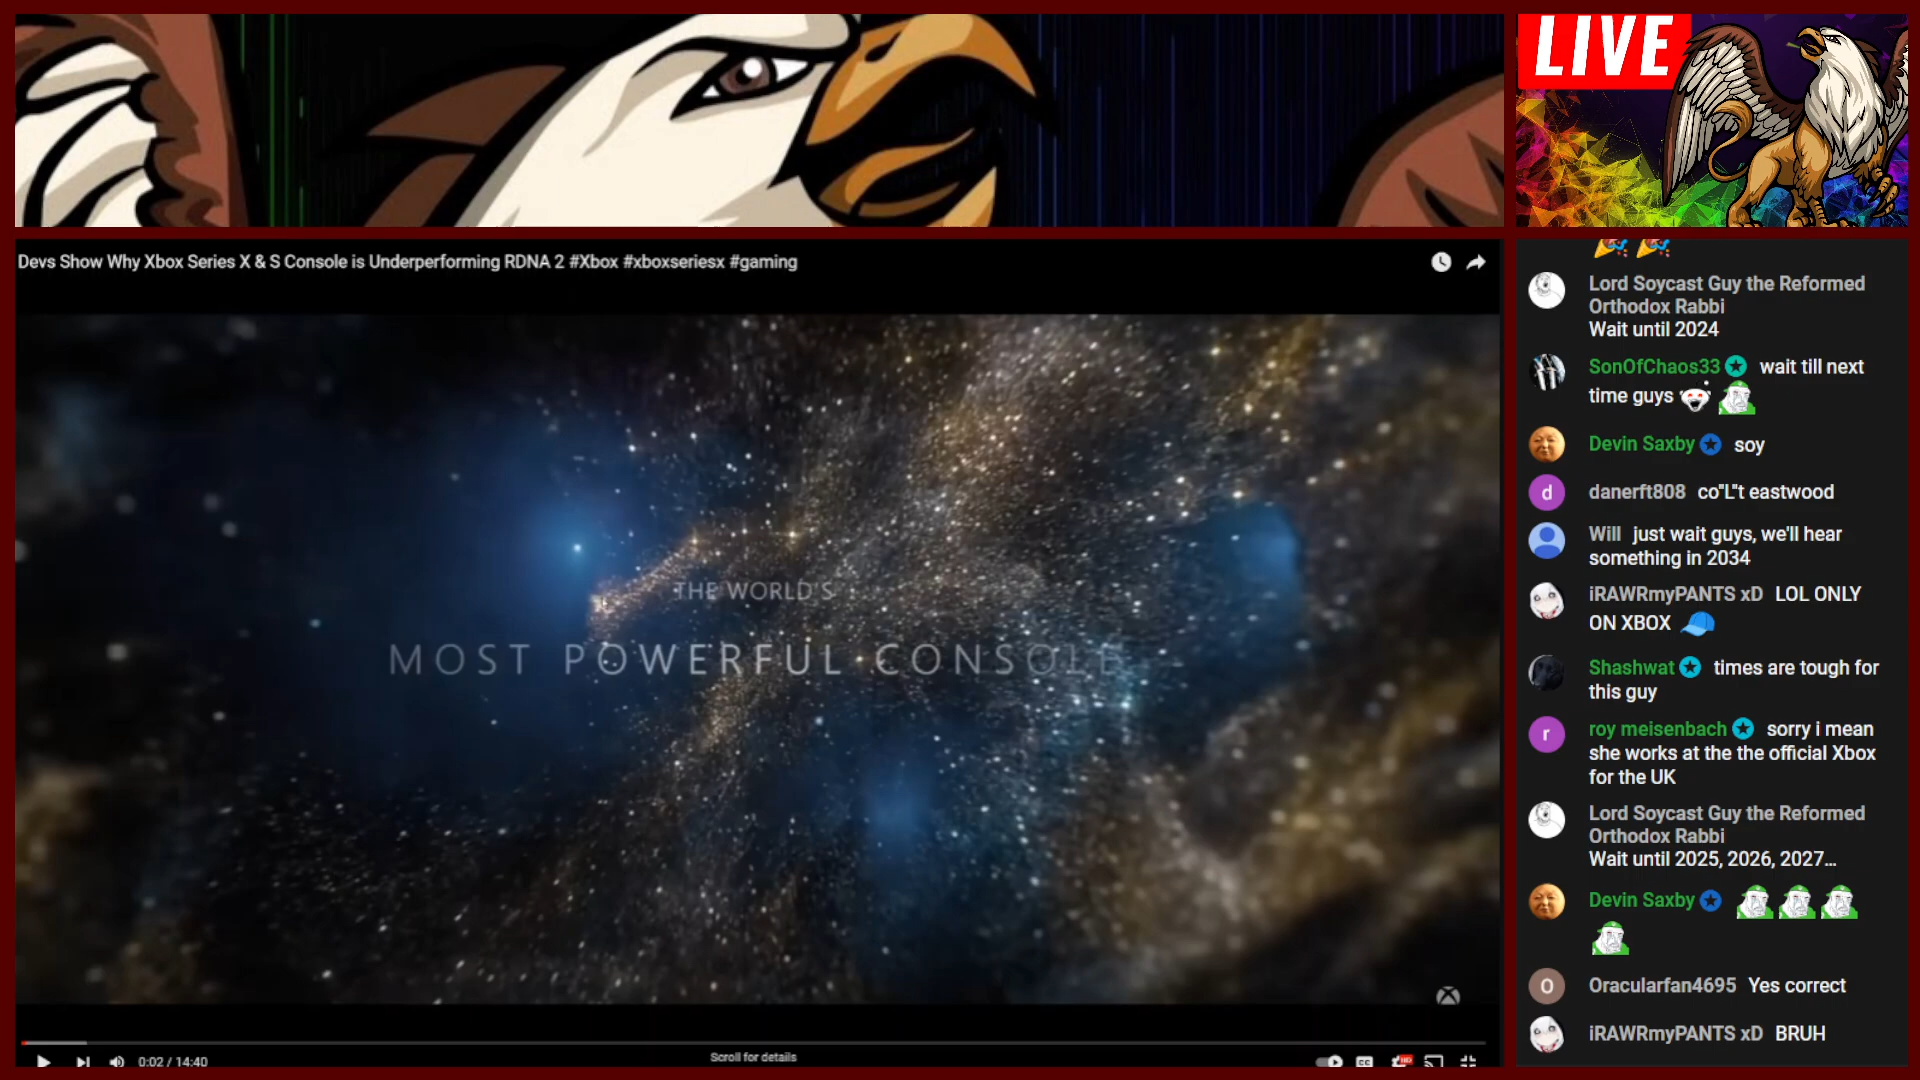 LIVE
Devs Show Why Xbox Series X & S Console is Underperforming RDNA 2 #Xbox #xboxseriesx #gaming
THE WORLD'S
MOST POWERFUL CONSOLE
0:02 / 14:40
Scroll for details
CC
HD
Lord Soycast Guy the Reformed
Orthodox Rabbi
Wait until 2024
SonOfChaos33 wait till next
time guys
Devin Saxby soy
d
danerft808 co"L"t eastwood
Will just wait guys, we'll hear
something in 2034
iRAWRmyPANTS xD LOL ONLY
ON XBOX
Shashwat times are tough for
this guy
r
roy meisenbach sorry i mean
she works at the the official Xbox
for the UK
Lord Soycast Guy the Reformed
Orthodox Rabbi
Wait until 2025, 2026, 2027...
Devin Saxby
O
Oracularfan4695 Yes correct
iRAWRmyPANTS xD BRUH